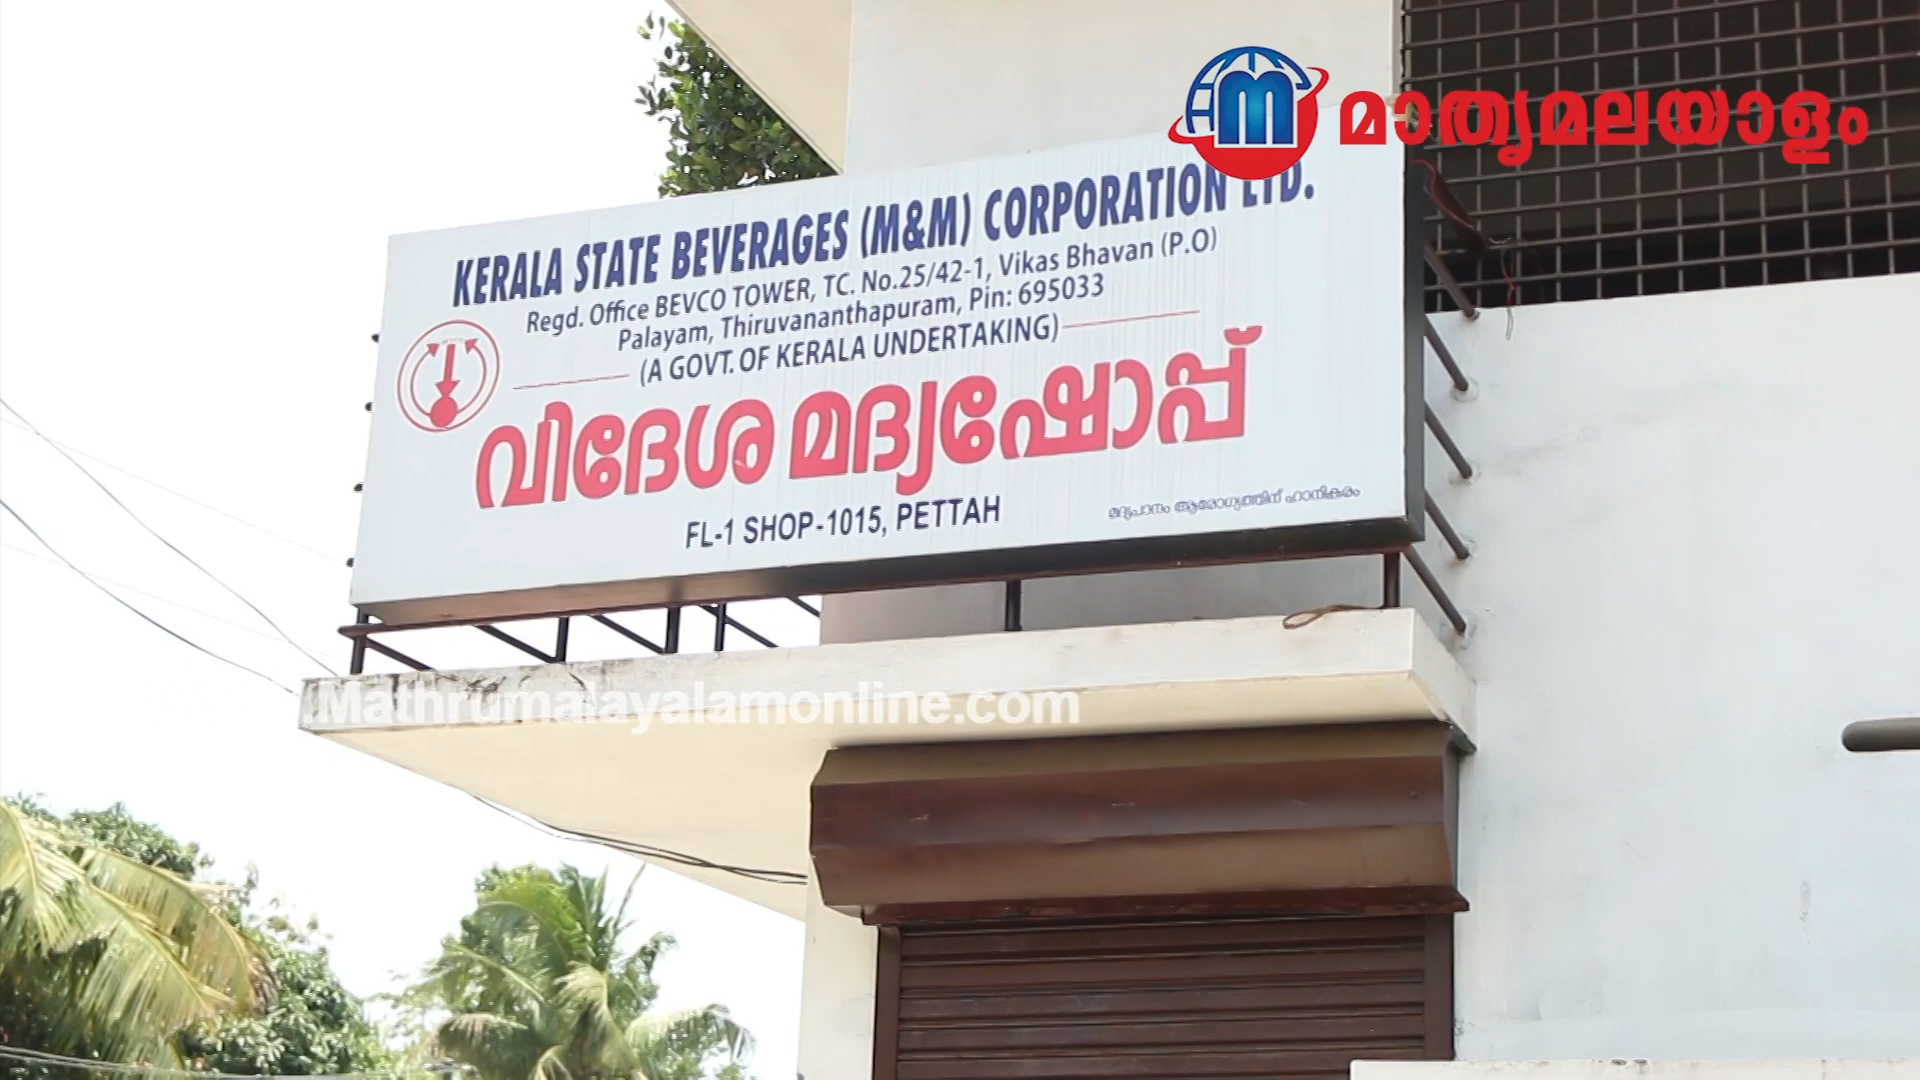 മാതൃമലയാളം
KERALA STATE BEVERAGES (M&M) CORPORATION LTD.
Regd. Office BEVCO TOWER, TC. No.25/42-1, Vikas Bhavan (P.O)
Palayam, Thiruvananthapuram, Pin: 695033
(A GOVT. OF KERALA UNDERTAKING)
വിദേശ മദ്യഷോപ്പ്
FL-1 SHOP-1015, PETTAH
മദ്യപാനം ആരോഗ്യത്തിന് ഹാനികരം
Mathrumalayalamonline.com